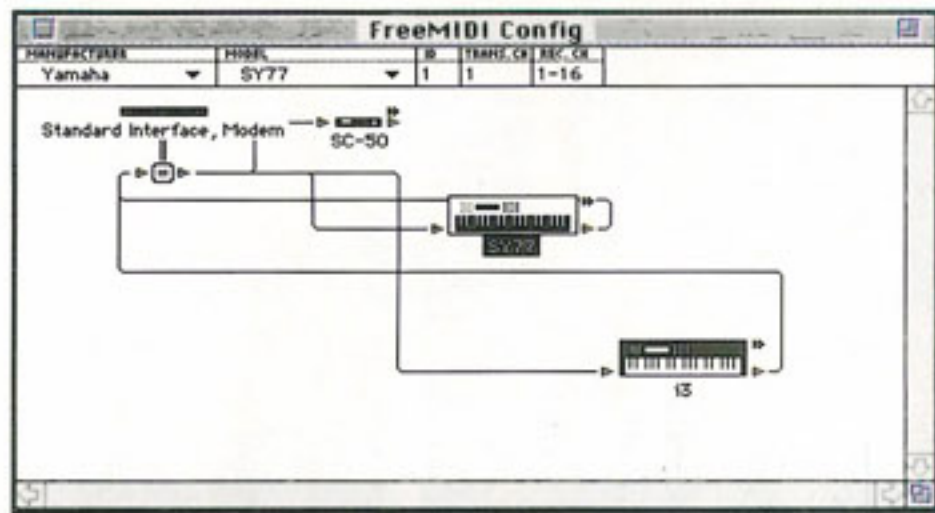 FreeMIDI Config
MANUFACTURER MODEL ID TRANS. CH REC. CH
Yamaha SY77 1 1 1-16
Standard Interface, Modem
SC-50
SY77
i3